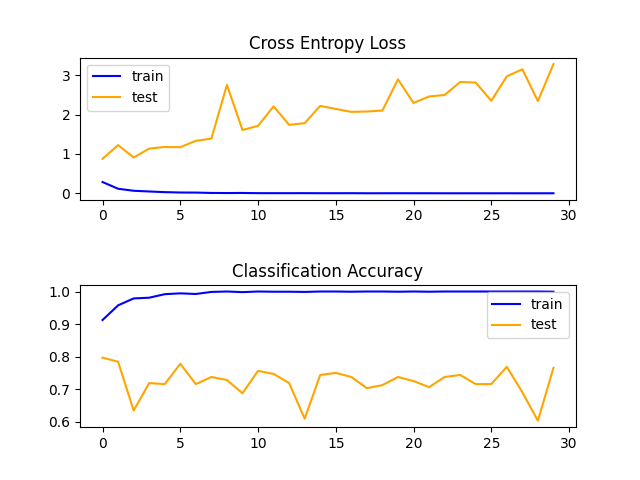 Cross Entropy Loss
3
2
1
0
train
test
0 5 10 15 20 25 30
Classification Accuracy
1.0
0.9
0.8
0.7
0.6
train
test
0 5 10 15 20 25 30